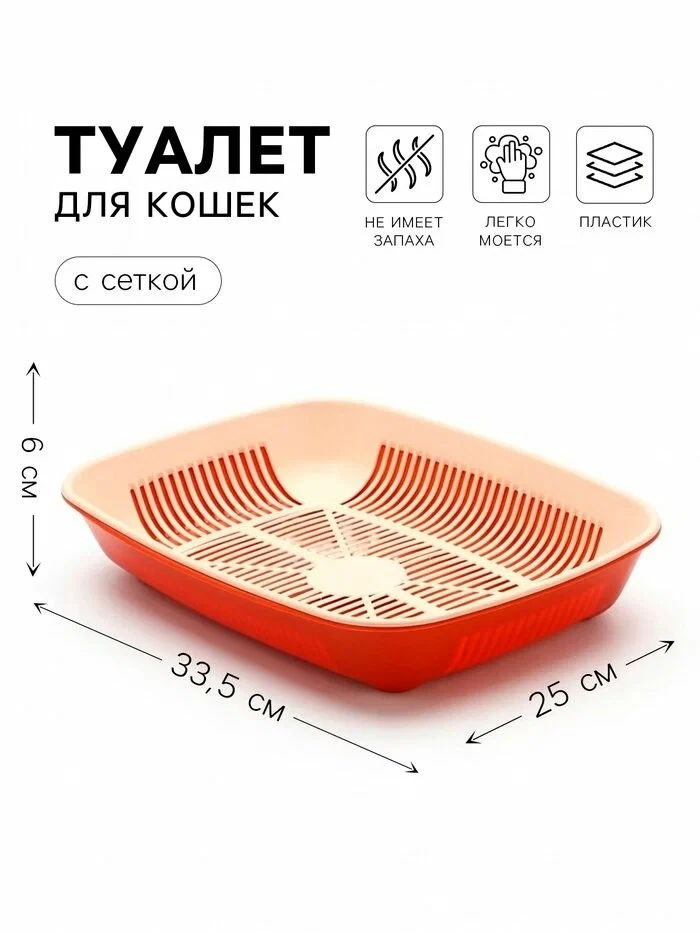 ТУАЛЕТ
ДЛЯ КОШЕК
с сеткой
НЕ ИМЕЕТ
ЗАПАХА
ЛЕГКО
МОЕТСЯ
ПЛАСТИК
6 см
33,5 см
25 см